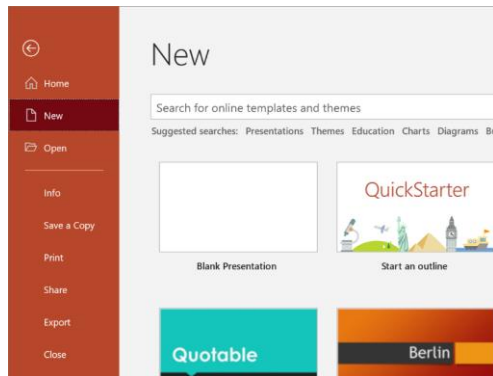 New
Home
New
Open
Info
Save a Copy
Print
Share
Export
Close
Search for online templates and themes
Suggested searches: Presentations Themes Education Charts Diagrams
QuickStarter
Blank Presentation
Start an outline
Quotable
Berlin